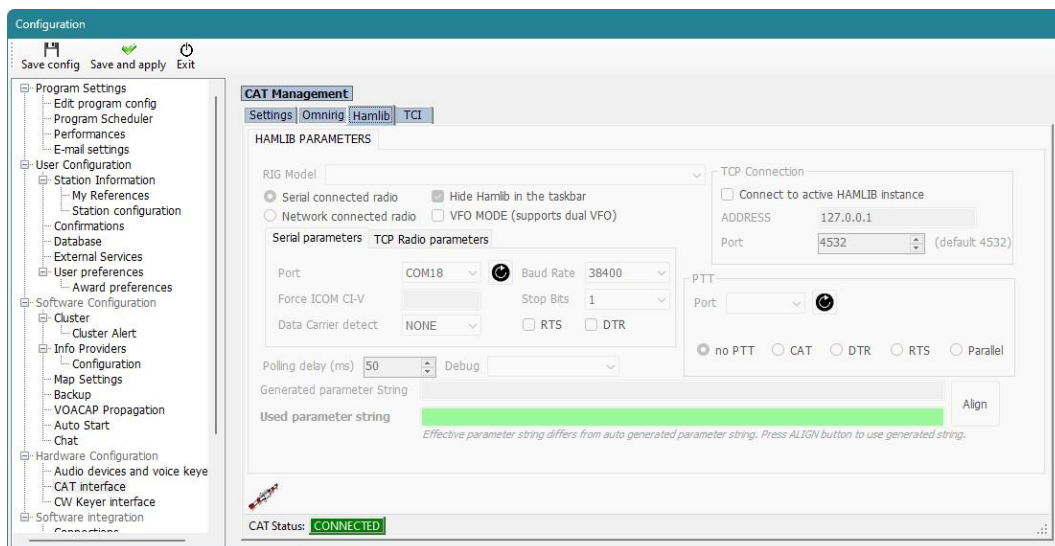 Configuration
Save config Save and apply Exit
Program Settings
Edit program config
Program Scheduler
Performances
E-mail settings
User Configuration
Station Information
My References
Station configuration
Confirmations
Database
External Services
User preferences
Award preferences
Software Configuration
Cluster
Cluster Alert
Info Providers
Configuration
Map Settings
Backup
VOACAP Propagation
Auto Start
Chat
Hardware Configuration
Audio devices and voice keye
CAT interface
CW Keyer interface
Software integration
Connections
CAT Management
Settings Omnirig Hamlib TCI
HAMLIB PARAMETERS
RIG Model
Serial connected radio Hide Hamlib in the taskbar
Network connected radio VFO MODE (supports dual VFO)
Serial parameters TCP Radio parameters
Port COM18 Baud Rate 38400
Force ICOM CI-V Stop Bits 1
Data Carrier detect NONE RTS DTR
Polling delay (ms) 50 Debug
TCP Connection
Connect to active HAMLIB instance
ADDRESS 127.0.0.1
Port 4532 (default 4532)
PTT
Port
no PTT CAT DTR RTS Parallel
Generated parameter String
Used parameter string
Align
Effective parameter string differs from auto generated parameter string. Press ALIGN button to use generated string.
CAT Status: CONNECTED